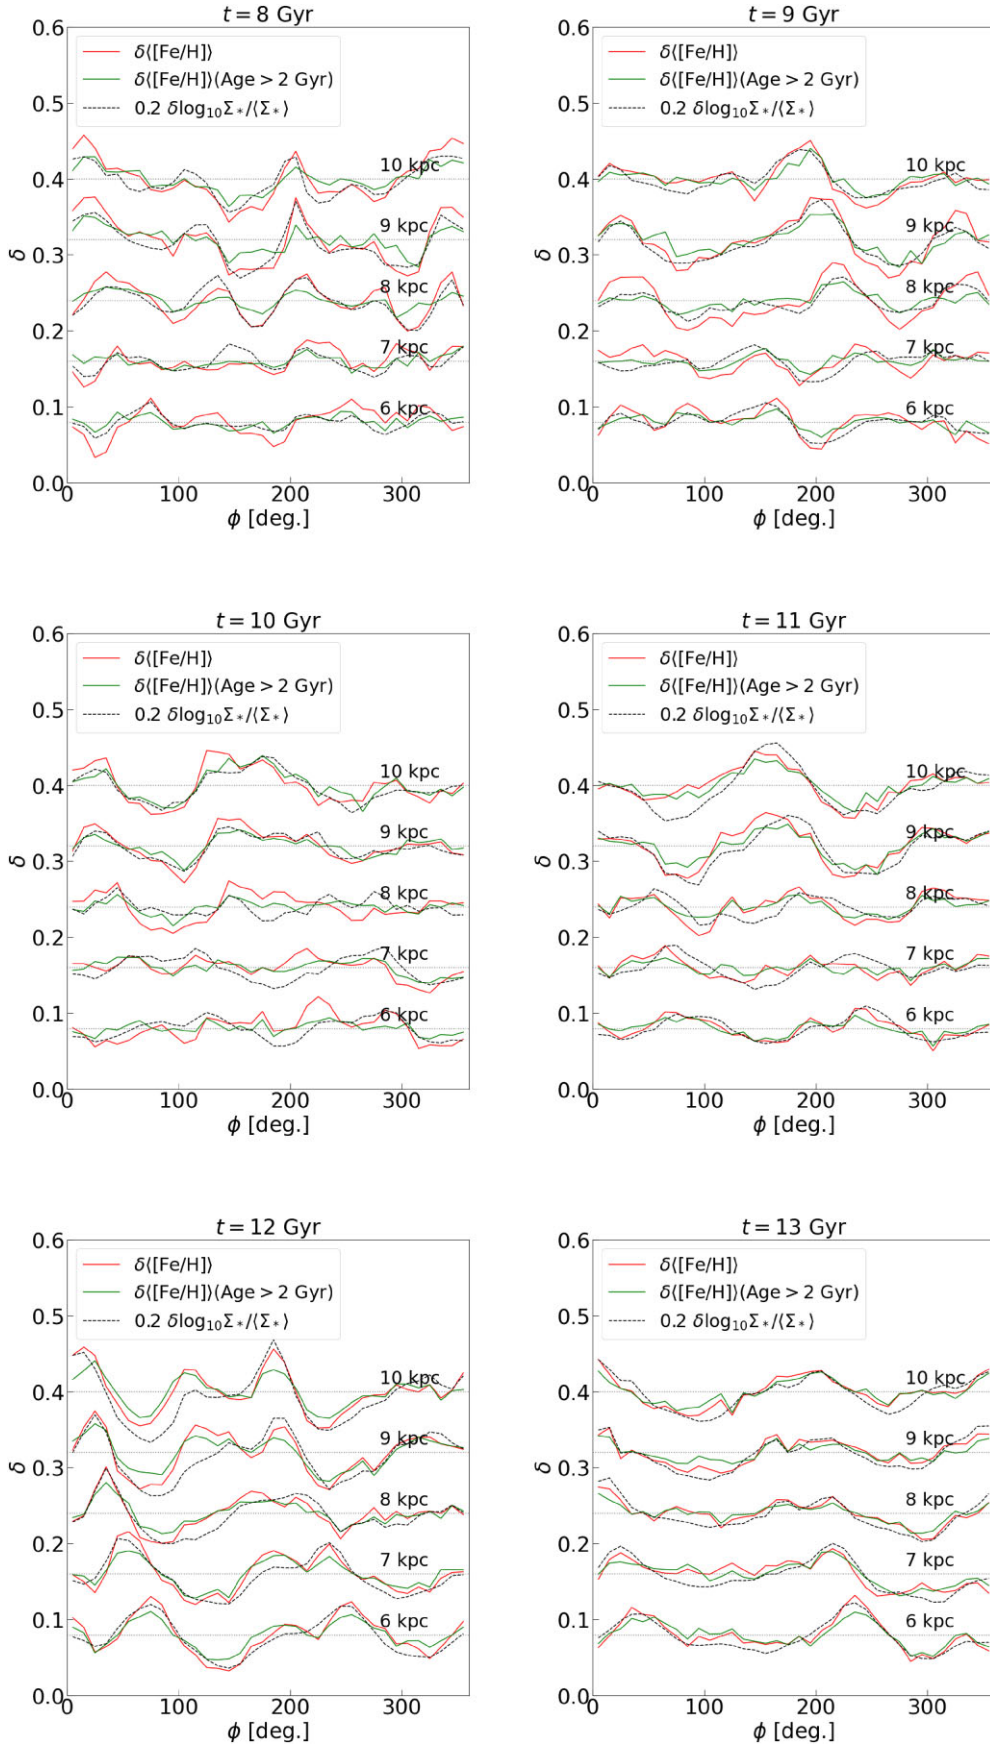 t = 8 Gyr
δ⟨[Fe/H]⟩
δ⟨[Fe/H]⟩(Age > 2 Gyr)
0.2 δlog₁₀Σ*/⟨Σ*⟩
0.6
0.5
0.4
0.3
0.2
0.1
0.0
δ
10 kpc
9 kpc
8 kpc
7 kpc
6 kpc
0 100 200 300
ϕ [deg.]
t = 9 Gyr
δ⟨[Fe/H]⟩
δ⟨[Fe/H]⟩(Age > 2 Gyr)
0.2 δlog₁₀Σ*/⟨Σ*⟩
0.6
0.5
0.4
0.3
0.2
0.1
0.0
δ
10 kpc
9 kpc
8 kpc
7 kpc
6 kpc
0 100 200 300
ϕ [deg.]
t = 10 Gyr
δ⟨[Fe/H]⟩
δ⟨[Fe/H]⟩(Age > 2 Gyr)
0.2 δlog₁₀Σ*/⟨Σ*⟩
0.6
0.5
0.4
0.3
0.2
0.1
0.0
δ
10 kpc
9 kpc
8 kpc
7 kpc
6 kpc
0 100 200 300
ϕ [deg.]
t = 11 Gyr
δ⟨[Fe/H]⟩
δ⟨[Fe/H]⟩(Age > 2 Gyr)
0.2 δlog₁₀Σ*/⟨Σ*⟩
0.6
0.5
0.4
0.3
0.2
0.1
0.0
δ
10 kpc
9 kpc
8 kpc
7 kpc
6 kpc
0 100 200 300
ϕ [deg.]
t = 12 Gyr
δ⟨[Fe/H]⟩
δ⟨[Fe/H]⟩(Age > 2 Gyr)
0.2 δlog₁₀Σ*/⟨Σ*⟩
0.6
0.5
0.4
0.3
0.2
0.1
0.0
δ
10 kpc
9 kpc
8 kpc
7 kpc
6 kpc
0 100 200 300
ϕ [deg.]
t = 13 Gyr
δ⟨[Fe/H]⟩
δ⟨[Fe/H]⟩(Age > 2 Gyr)
0.2 δlog₁₀Σ*/⟨Σ*⟩
0.6
0.5
0.4
0.3
0.2
0.1
0.0
δ
10 kpc
9 kpc
8 kpc
7 kpc
6 kpc
0 100 200 300
ϕ [deg.]